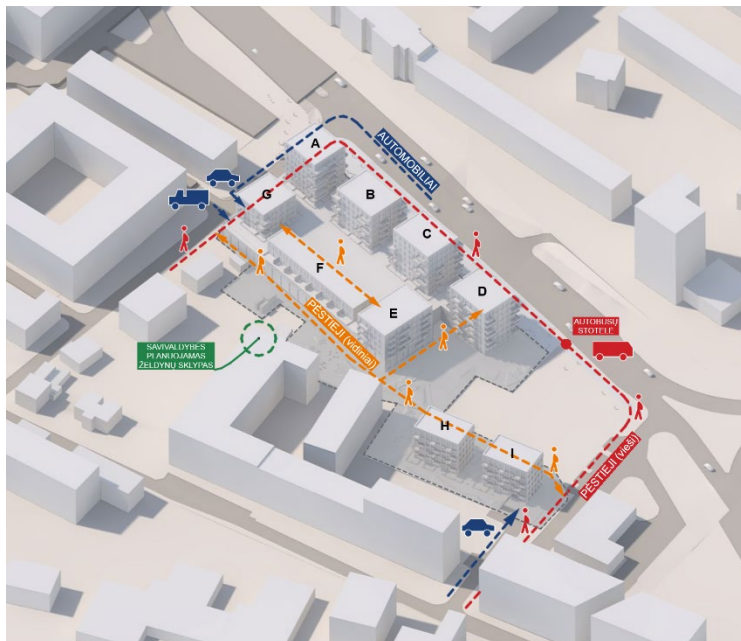 A
AUTOMOBILIAI
G
B
C
F
D
E
PĖSTIEJI (vidiniai)
AUTOBUSŲ
STOTELĖ
SAVIVALDYBĖS
PLANUOJAMAS
ŽELDYNŲ SKLYPAS
H
I
PĖSTIEJI (vieši)